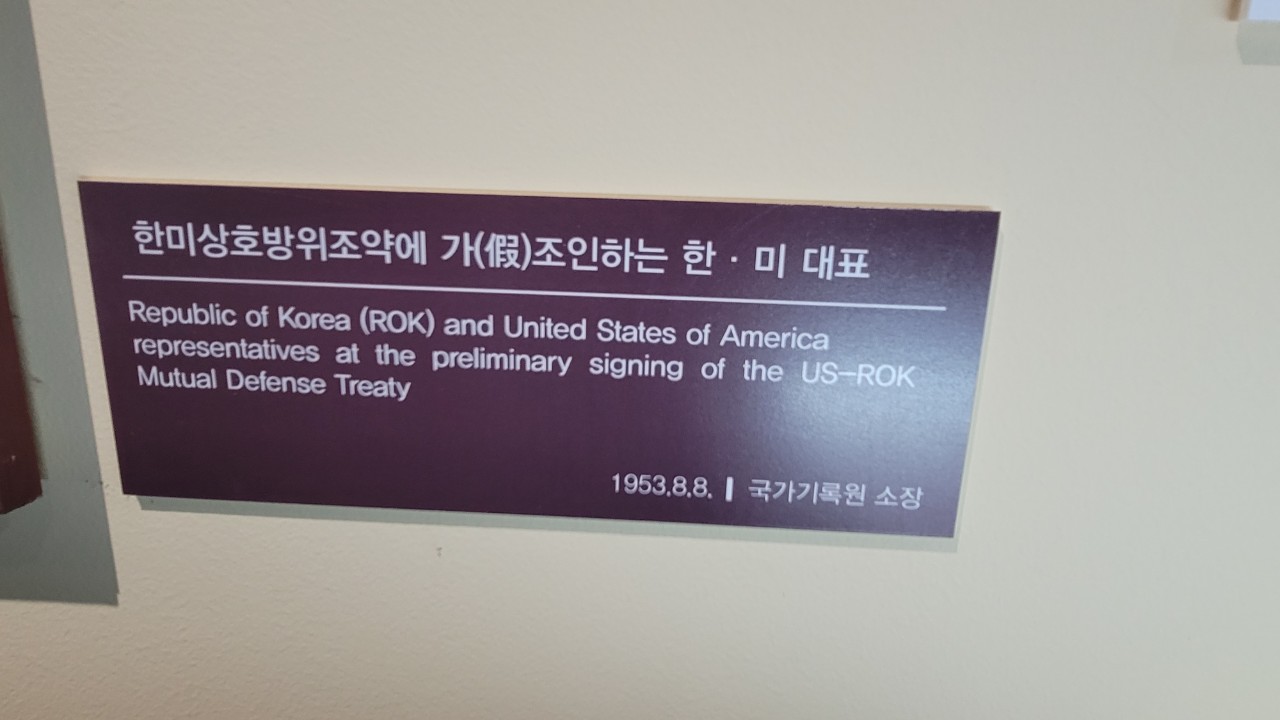 한미상호방위조약에 가(假)조인하는 한 · 미 대표
Republic of Korea (ROK) and United States of America
representatives at the preliminary signing of the US-ROK
Mutual Defense Treaty
1953.8.8. | 국가기록원 소장